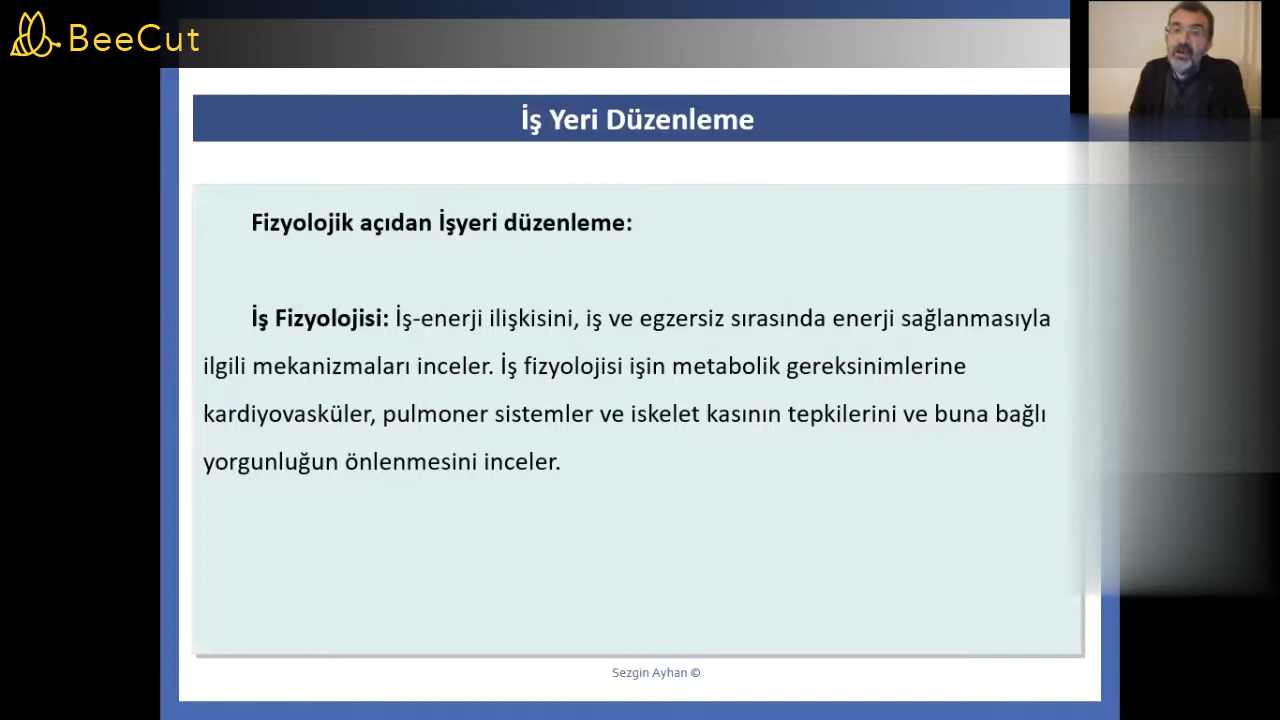 BeeCut
İş Yeri Düzenleme
Fizyolojik açıdan İşyeri düzenleme:
İş Fizyolojisi: İş-enerji ilişkisini, iş ve egzersiz sırasında enerji sağlanmasıyla
ilgili mekanizmaları inceler. İş fizyolojisi işin metabolik gereksinimlerine
kardiyovasküler, pulmoner sistemler ve iskelet kasının tepkilerini ve buna bağlı
yorgunluğun önlenmesini inceler.
Sezgin Ayhan ©